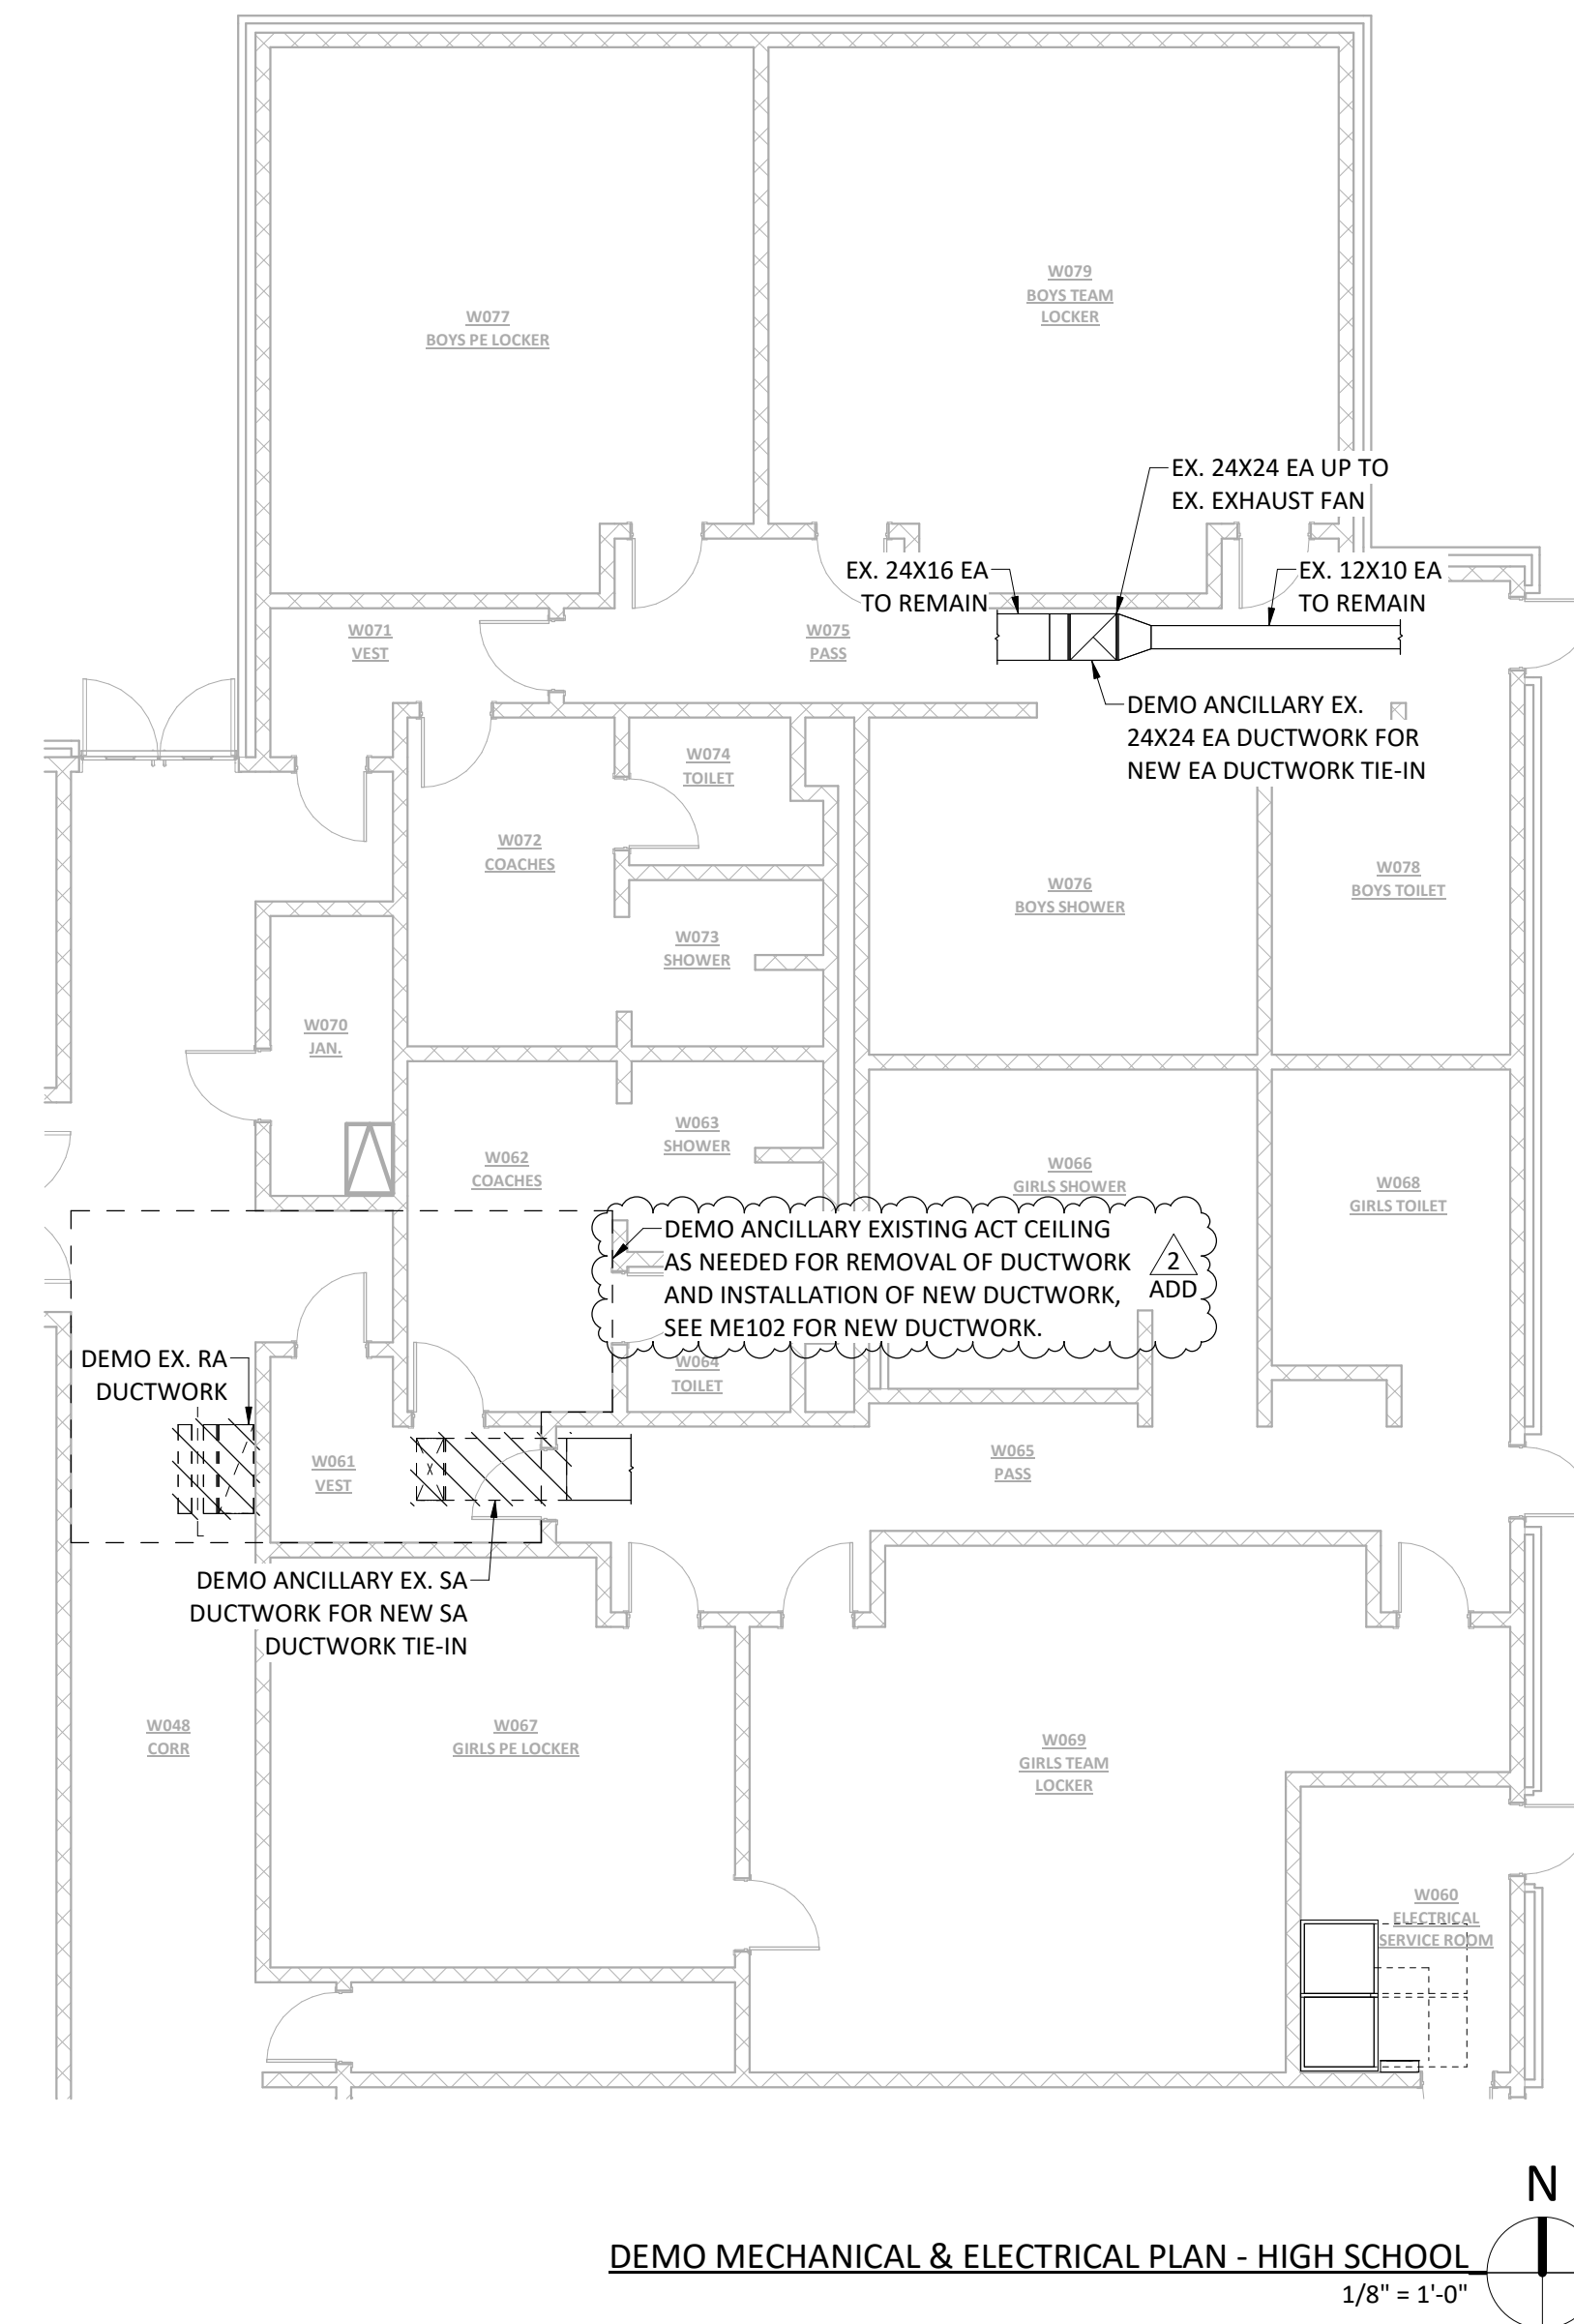 W079
BOYS TEAM
LOCKER
W077
BOYS PE LOCKER
EX. 24X24 EA UP TO
EX. EXHAUST FAN
EX. 24X16 EA
TO REMAIN
EX. 12X10 EA
TO REMAIN
W071
VEST
W075
PASS
DEMO ANCILLARY EX.
24X24 EA DUCTWORK FOR
NEW EA DUCTWORK TIE-IN
W074
TOILET
W072
COACHES
W076
BOYS SHOWER
W078
BOYS TOILET
W073
SHOWER
W070
JAN.
W063
SHOWER
W062
COACHES
W066
GIRLS SHOWER
W068
GIRLS TOILET
DEMO ANCILLARY EXISTING ACT CEILING
AS NEEDED FOR REMOVAL OF DUCTWORK
AND INSTALLATION OF NEW DUCTWORK,
SEE ME102 FOR NEW DUCTWORK.
2
ADD
DEMO EX. RA
DUCTWORK
W064
TOILET
W061
VEST
X
W065
PASS
DEMO ANCILLARY EX. SA
DUCTWORK FOR NEW SA
DUCTWORK TIE-IN
W048
CORR
W067
GIRLS PE LOCKER
W069
GIRLS TEAM
LOCKER
W060
ELECTRICAL
SERVICE ROOM
N
DEMO MECHANICAL & ELECTRICAL PLAN - HIGH SCHOOL
1/8" = 1'-0"